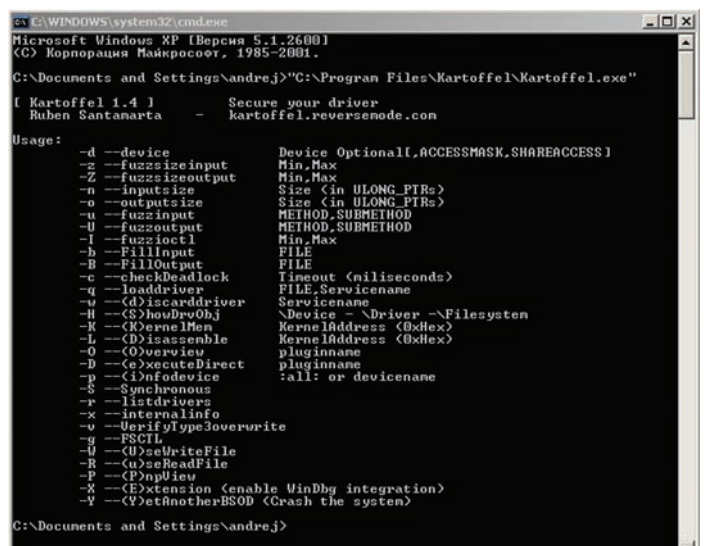 C:\WINDOWS\system32\cmd.exe
Microsoft Windows XP [Версия 5.1.2600]
(C) Корпорация Майкрософт, 1985-2001.
C:\Documents and Settings\andrej>"C:\Program Files\Kartoffel\Kartoffel.exe"
[ Kartoffel 1.4 ] Secure your driver
Ruben Santamarta - kartoffel.reversemode.com
Usage:
-d --device Device Optional[,ACCESSMASK,SHAREACCESS]
-z --fuzzsizeinput Min,Max
-Z --fuzzsizeoutput Min,Max
-n --inputsize Size (in ULONG_PTRs)
-o --outputsize Size (in ULONG_PTRs)
-u --fuzzinput METHOD,SUBMETHOD
-U --fuzzoutput METHOD,SUBMETHOD
-I --fuzzioctl Min,Max
-b --FillInput FILE
-B --FillOutput FILE
-c --checkDeadlock Timeout (miliseconds)
-q --loaddriver FILE,Servicename
-w --(d)iscarddriver Servicename
-H --(S)howDrvObj \Device - \Driver -\Filesystem
-K --(K)ernelMem KernelAddress (0xHex)
-L --(D)isassemble KernelAddress (0xHex)
-O --(O)verview pluginname
-D --(e)xecuteDirect pluginname
-p --(i)nfodevice :all: or devicename
-S --Synchronous
-r --listdrivers
-x --internalinfo
-v --VerifyType3overwrite
-g --FSCTL
-W --(U)seWriteFile
-R --(u)seReadFile
-P --(P)npView
-X --(E)xtension (enable WinDbg integration)
-Y --(Y)etAnotherBSOD (Crash the system)
C:\Documents and Settings\andrej>